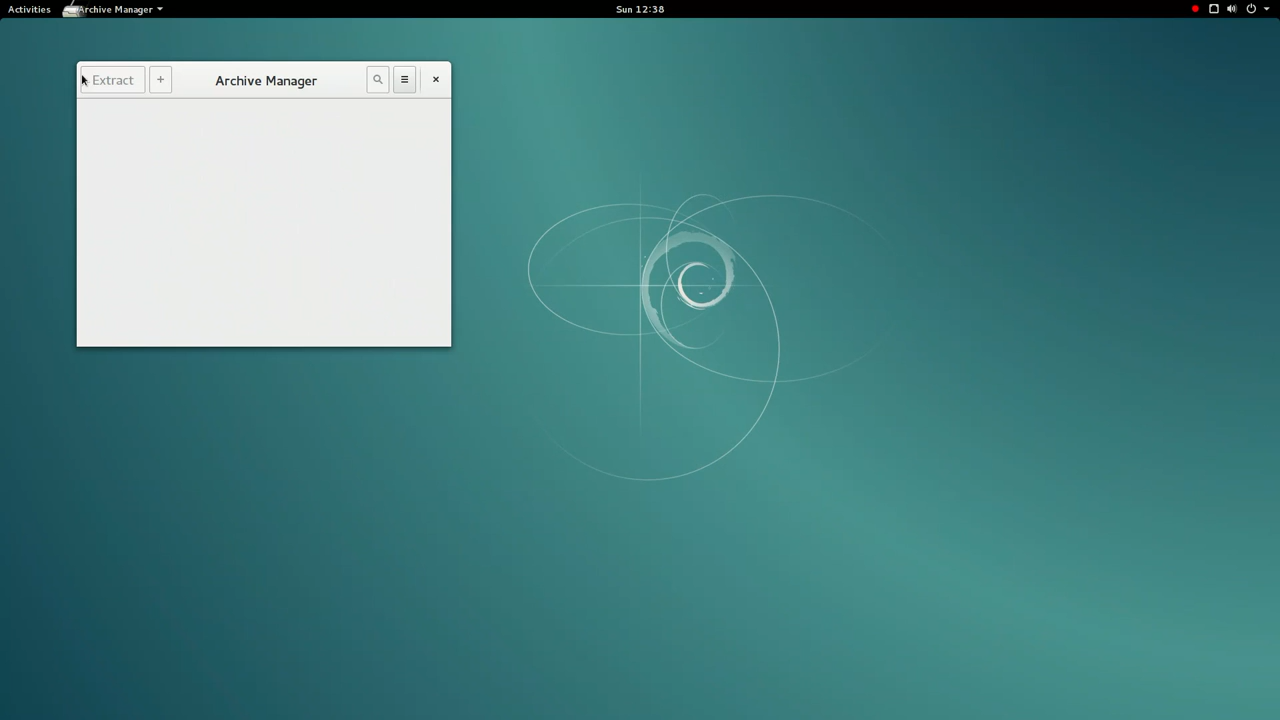 Activities
Archive Manager
Sun 12:38
Extract
+
Archive Manager